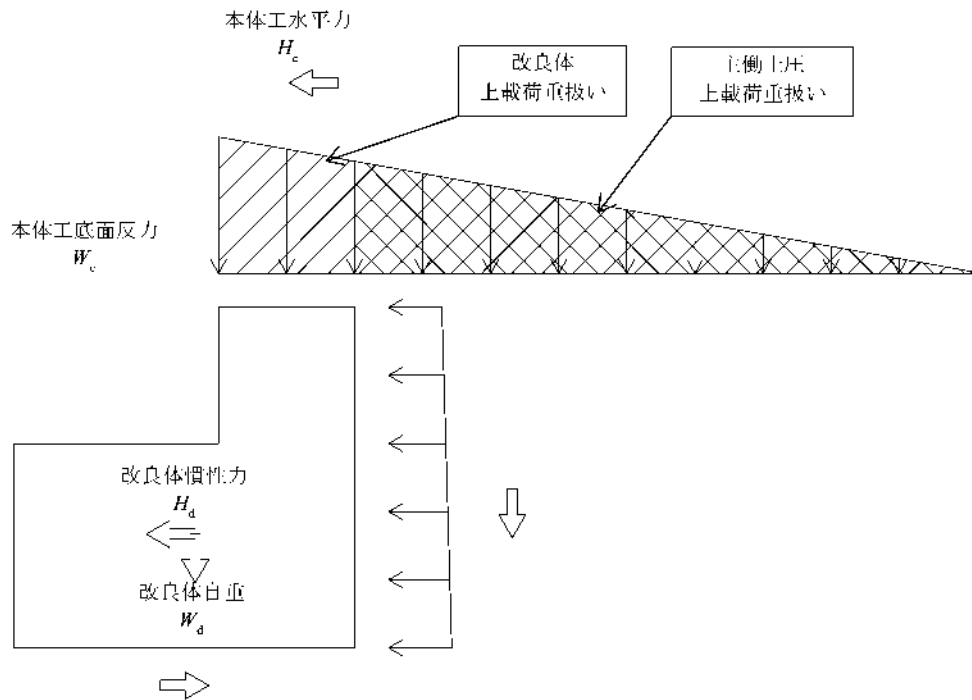 本体工水平力
H_c
改良体
上載荷重扱い
主働土圧
上載荷重扱い
本体工底面反力
W_c
改良体慣性力
H_d
改良体自重
W_d